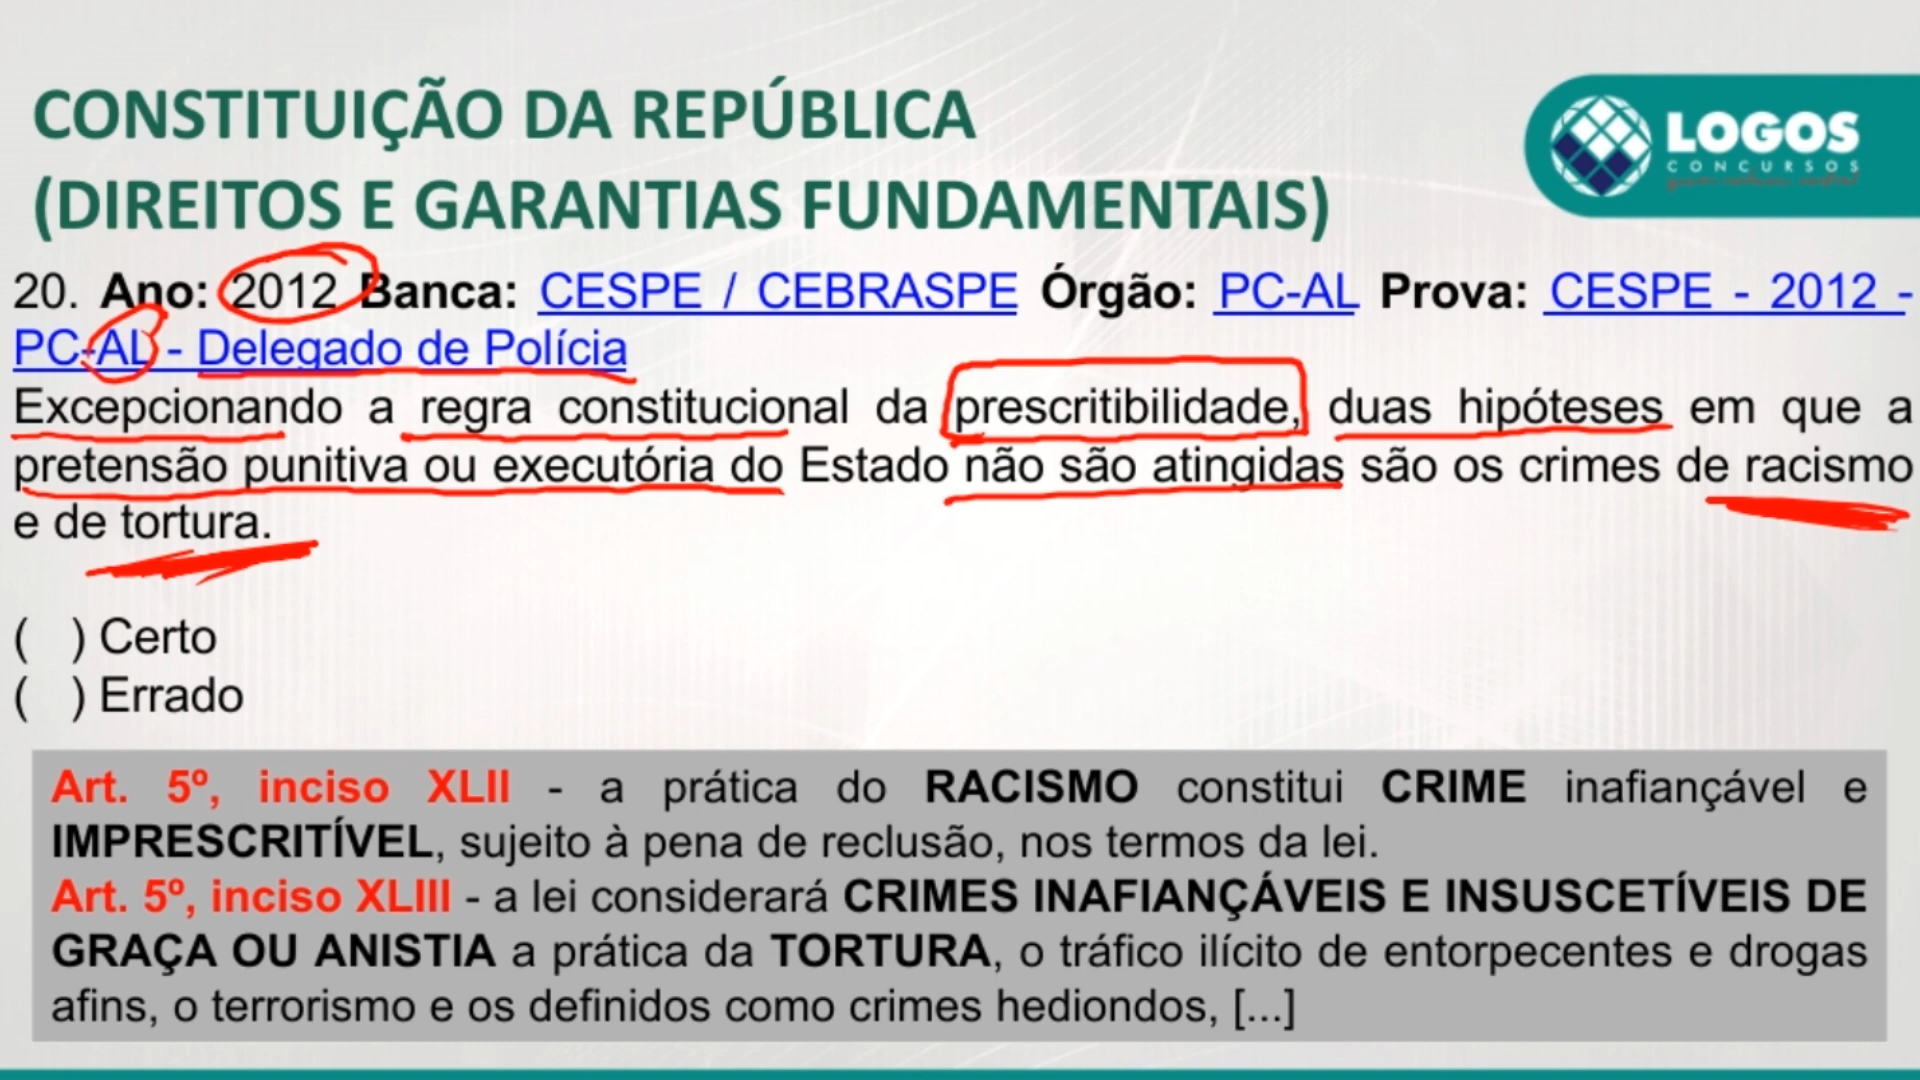 CONSTITUIÇÃO DA REPÚBLICA
(DIREITOS E GARANTIAS FUNDAMENTAIS)
LOGOS
CONCURSOS
20. Ano: 2012 Banca: CESPE / CEBRASPE Órgão: PC-AL Prova: CESPE - 2012 -
PC-AL - Delegado de Polícia
Excepcionando a regra constitucional da prescritibilidade, duas hipóteses em que a
pretensão punitiva ou executória do Estado não são atingidas são os crimes de racismo
e de tortura.
( ) Certo
( ) Errado
Art. 5º, inciso XLII - a prática do RACISMO constitui CRIME inafiançável e
IMPRESCRITÍVEL, sujeito à pena de reclusão, nos termos da lei.
Art. 5º, inciso XLIII - a lei considerará CRIMES INAFIANÇÁVEIS E INSUSCETÍVEIS DE
GRAÇA OU ANISTIA a prática da TORTURA, o tráfico ilícito de entorpecentes e drogas
afins, o terrorismo e os definidos como crimes hediondos, [...]